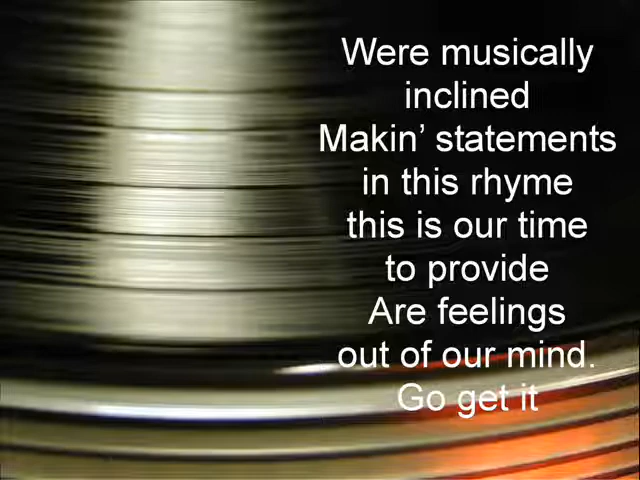 Were musically
inclined
Makin’ statements
in this rhyme
this is our time
to provide
Are feelings
out of our mind.
Go get it